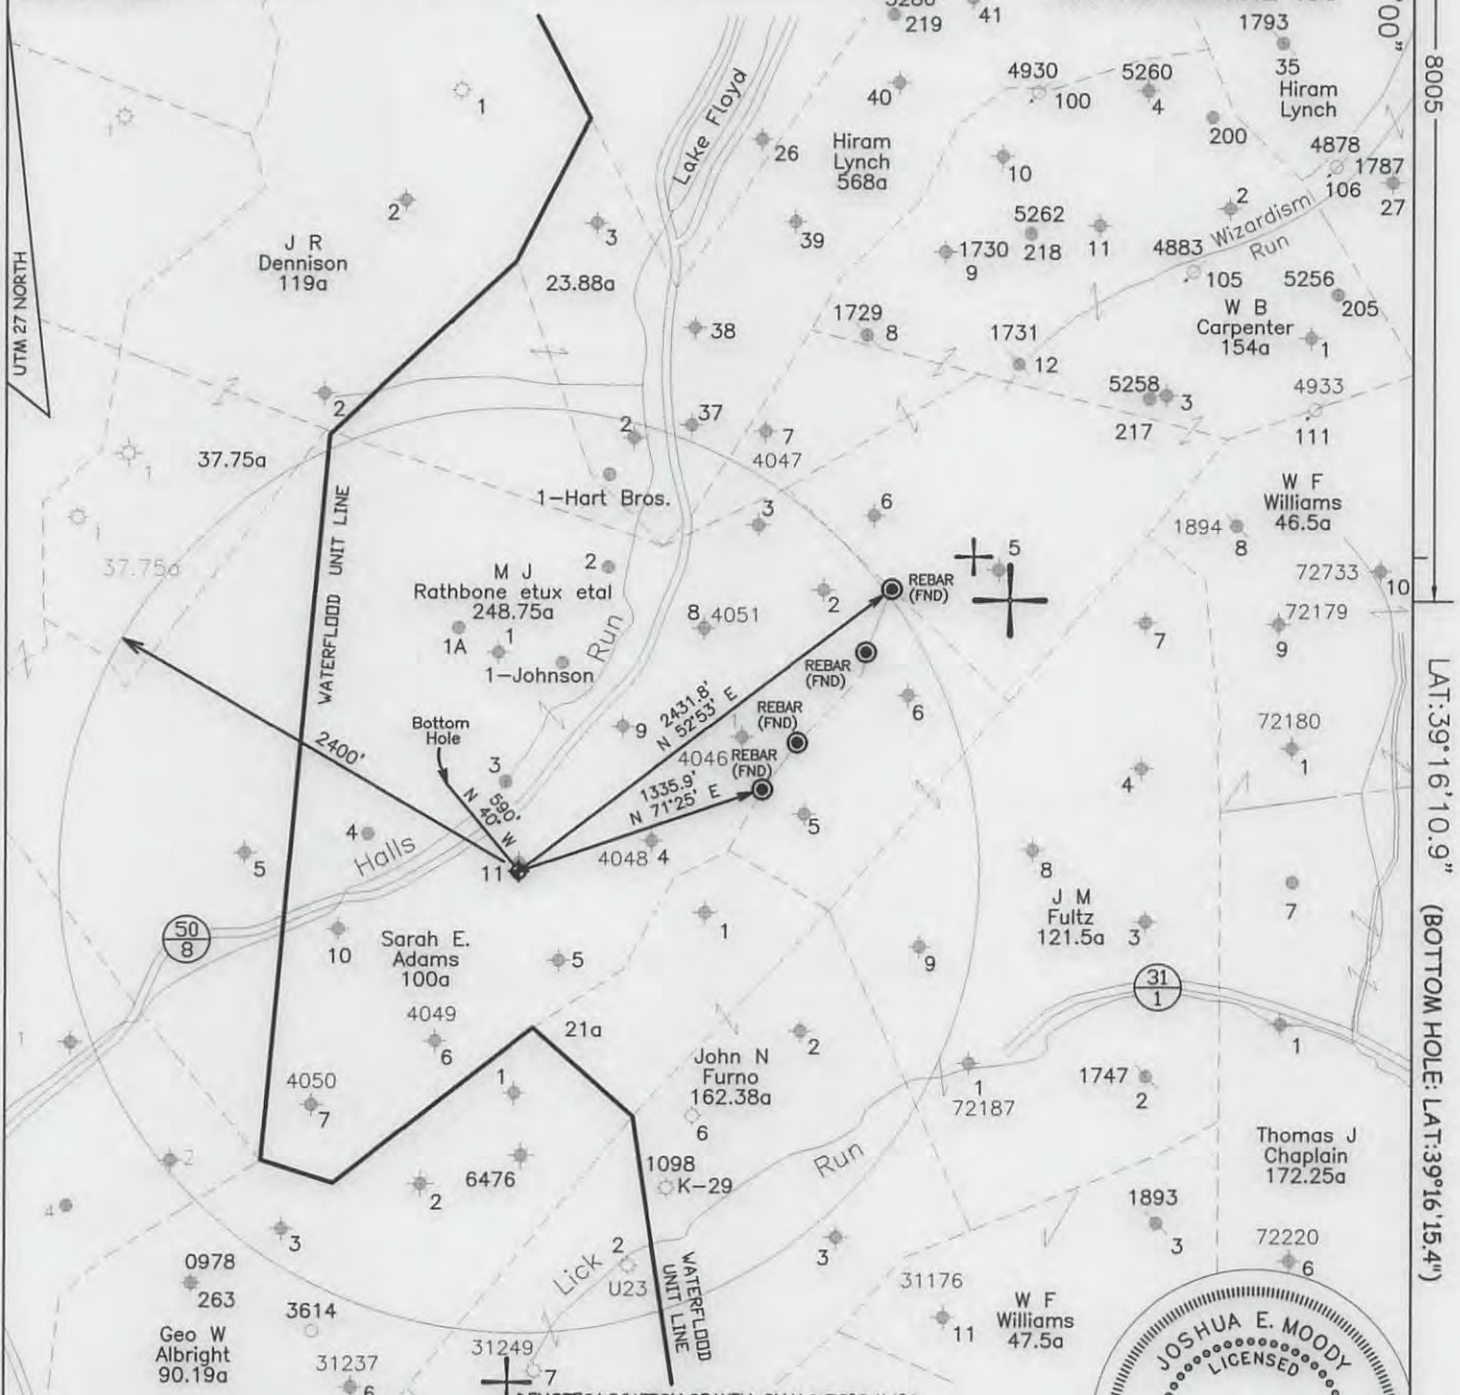 5280
219
41
1793
35
Hiram
Lynch
00"
8005
4930
100
5260
4
200
40
26
Hiram
Lynch
568a
Lake Floyd
1
1
2
J R
Dennison
119a
3
23.88a
39
10
5262
218
1730
9
11
2
Wizardism
Run
4878
106
1787
27
4883
105
5256
205
W B
Carpenter
154a
1
UTM 27 NORTH
38
1729
8
1731
12
5258
3
217
4933
111
2
2
37
7
4047
37.75a
1
1-Hart Bros.
3
6
W F
Williams
46.5a
1894
8
72733
10
37.75a
WATERFLOOD UNIT LINE
M J
Rathbone etux etal
248.75a
2
1A
1
1-Johnson
Run
8
4051
2
5
REBAR
(FND)
REBAR
(FND)
REBAR
(FND)
REBAR
(FND)
72179
9
7
6
72180
1
4
LAT:39°16'10.9"
(BOTTOM HOLE: LAT:39°16'15.4")
9
2431.8'
N 52°53' E
1
4046
1335.9'
N 71°25' E
Bottom
Hole
2400'
3
590'
N 40° W
4
5
Halls
11
4048
4
5
8
J M
Fultz
121.5a
3
7
50
8
10
Sarah E.
Adams
100a
5
1
9
31
1
4049
6
21a
1
John N
Furno
162.38a
6
2
1
72187
1747
2
1
4050
7
1
2
6476
2
1098
K-29
Run
Thomas J
Chaplain
172.25a
4
3
0978
263
Lick
2
U23
WATERFLOOD
UNIT LINE
3
1893
3
72220
6
3614
Geo W
Albright
90.19a
31237
6
31249
7
31176
11
W F
Williams
47.5a
JOSHUA E. MOODY
LICENSED